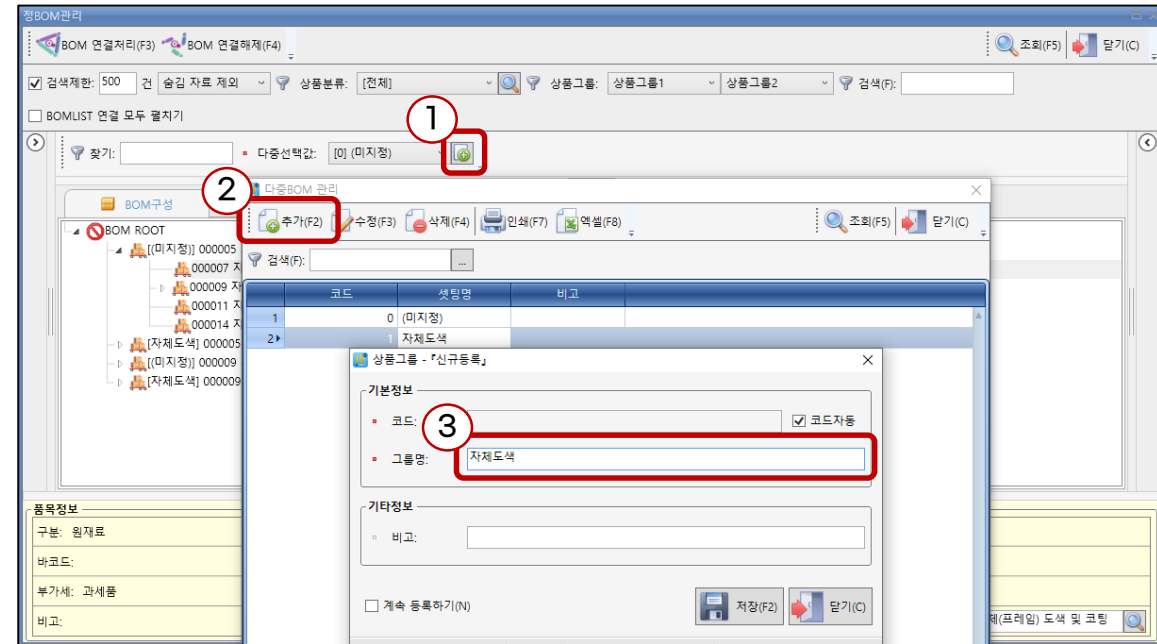 정BOM관리
BOM 연결처리(F3) BOM 연결해제(F4) 조회(F5) 닫기(C)
검색제한: 500 건 숨김 자료 제외 상품분류: [전체] 상품그룹: 상품그룹1 상품그룹2 검색(F):
BOMLIST 연결 모두 펼치기
1
찾기: 다중선택값: [0] (미지정)
2
다중BOM 관리
BOM구성
추가(F2) 수정(F3) 삭제(F4) 인쇄(F7) 엑셀(F8) 조회(F5) 닫기(C)
BOM ROOT
[(미지정)] 000005
검색(F): ...
000007
000009
000011
000014
[자체도색] 000005
[(미지정)] 000009
[자체도색] 000009
코드 셋팅명 비고
1 0 (미지정)
2 1 자체도색
상품그룹 - 『신규등록』
기본정보
코드: 코드자동
3
그룹명: 자체도색
기타정보
비고:
계속 등록하기(N) 저장(F2) 닫기(C)
품목정보
구분: 원재료
바코드:
부가세: 과세품
비고: (프레임) 도색 및 코팅